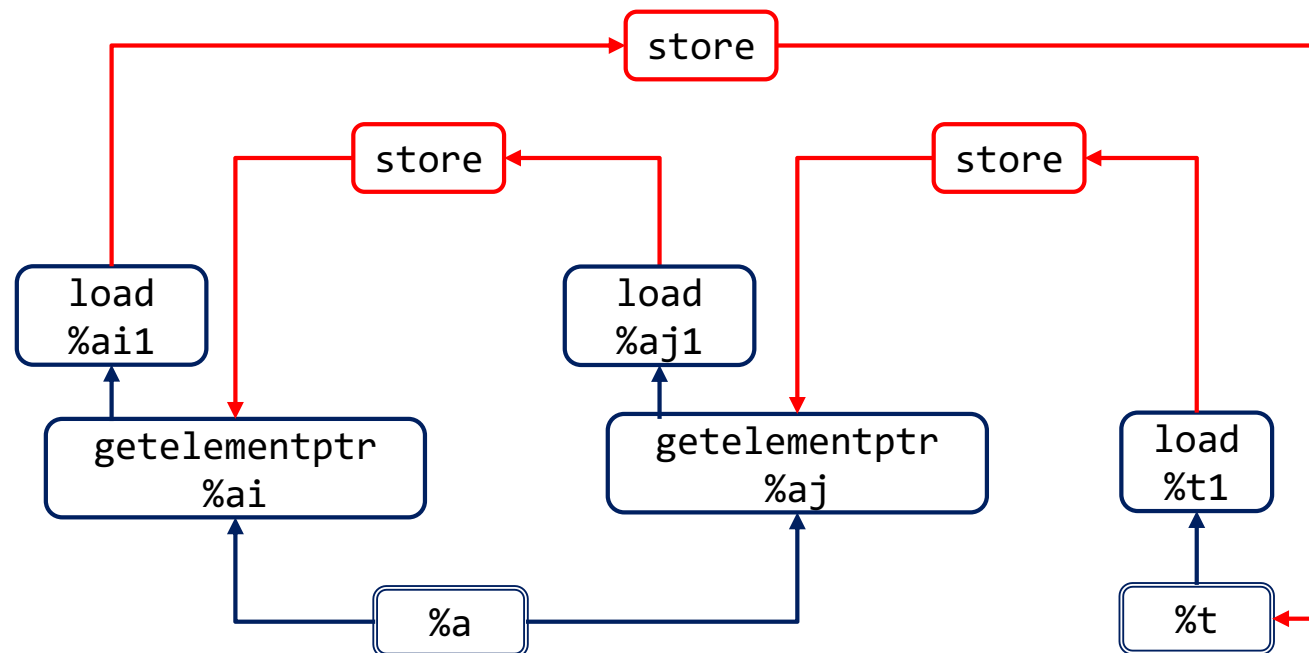 store
store
store
load
%ai1
load
%aj1
getelementptr
%ai
getelementptr
%aj
load
%t1
%a
%t